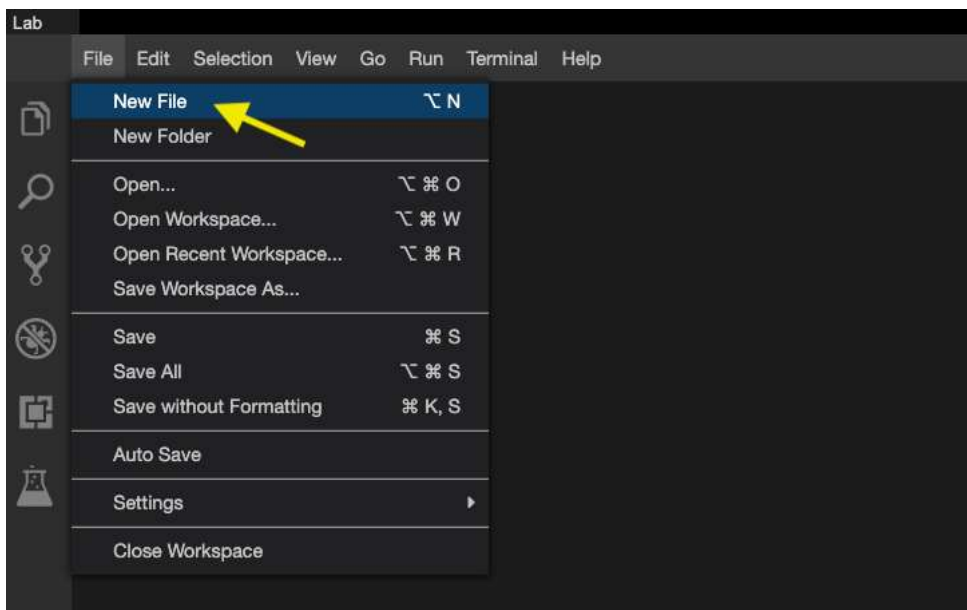 Lab
File Edit Selection View Go Run Terminal Help
New File ⌥ N
New Folder
Open... ⌥ ⌘ O
Open Workspace... ⌥ ⌘ W
Open Recent Workspace... ⌥ ⌘ R
Save Workspace As...
Save ⌘ S
Save All ⌥ ⌘ S
Save without Formatting ⌘ K, S
Auto Save
Settings
Close Workspace